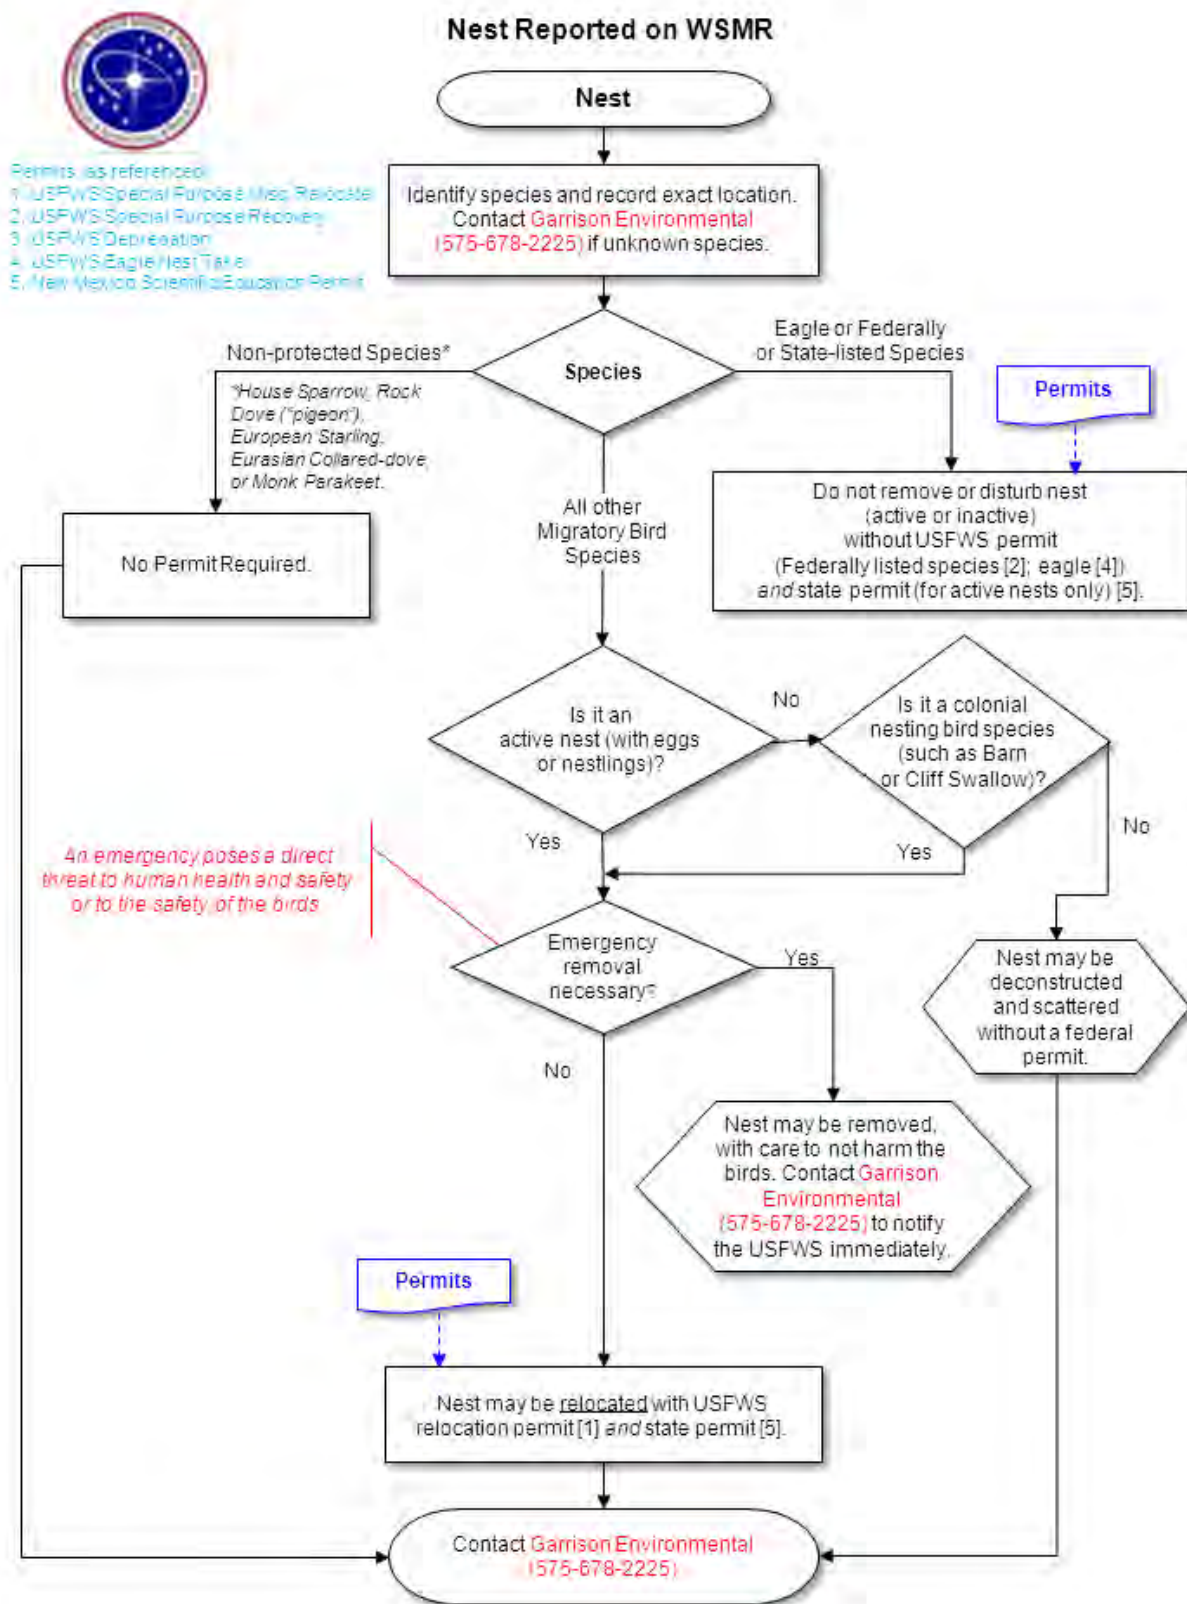 Nest Reported on WSMR
Nest
Permits (as referenced)
1. USFWS Special Purpose Misc. Relocate
2. USFWS Special Purpose Recovery
3. USFWS Depredation
4. USFWS Eagle Nest Take
5. New Mexico Scientific/Education Permit
Identify species and record exact location.
Contact Garrison Environmental
(575-678-2225) if unknown species.
Non-protected Species*
*House Sparrow, Rock
Dove ("pigeon"),
European Starling,
Eurasian Collared-dove,
or Monk Parakeet.
Species
Eagle or Federally
or State-listed Species
Permits
All other
Migratory Bird
Species
No Permit Required.
Do not remove or disturb nest
(active or inactive)
without USFWS permit
(Federally listed species [2]; eagle [4])
and state permit (for active nests only) [5].
Is it an
active nest (with eggs
or nestlings)?
No
Is it a colonial
nesting bird species
(such as Barn
or Cliff Swallow)?
Yes
Yes
No
An emergency poses a direct
threat to human health and safety
or to the safety of the birds
Emergency
removal
necessary?
Yes
No
Nest may be
deconstructed
and scattered
without a federal
permit.
Nest may be removed,
with care to not harm the
birds. Contact Garrison
Environmental
(575-678-2225) to notify
the USFWS immediately.
Permits
Nest may be relocated with USFWS
relocation permit [1] and state permit [5].
Contact Garrison Environmental
(575-678-2225)